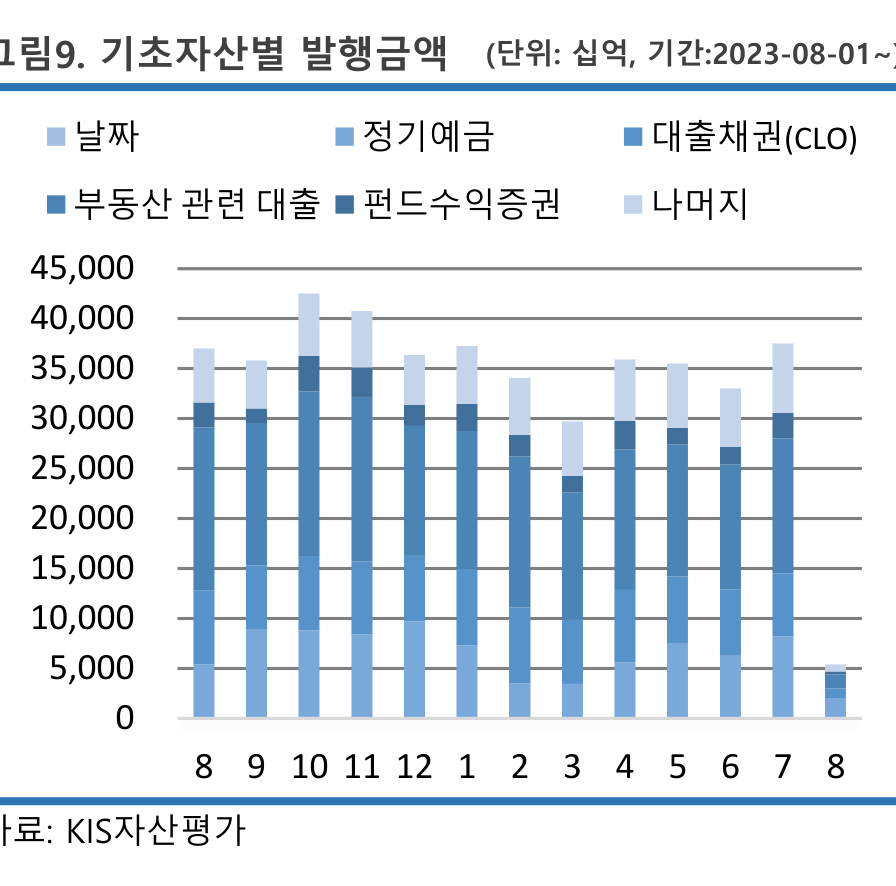 그림9. 기초자산별 발행금액 (단위: 십억, 기간:2023-08-01~)
날짜 정기예금 대출채권(CLO)
부동산 관련 대출 펀드수익증권 나머지
45,000
40,000
35,000
30,000
25,000
20,000
15,000
10,000
5,000
0
8 9 10 11 12 1 2 3 4 5 6 7 8
자료: KIS자산평가